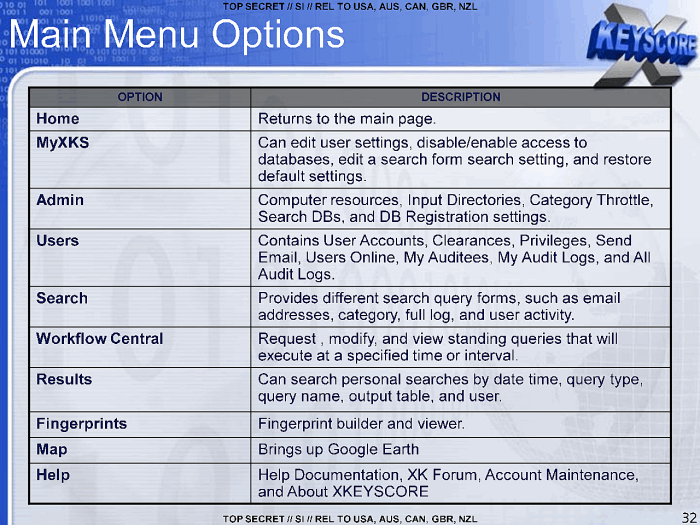 TOP SECRET // SI // REL TO USA, AUS, CAN, GBR, NZL
Main Menu Options
XKEYSCORE
OPTION DESCRIPTION
Home Returns to the main page.
MyXKS Can edit user settings, disable/enable access to
databases, edit a search form search setting, and restore
default settings.
Admin Computer resources, Input Directories, Category Throttle,
Search DBs, and DB Registration settings.
Users Contains User Accounts, Clearances, Privileges, Send
Email, Users Online, My Auditees, My Audit Logs, and All
Audit Logs.
Search Provides different search query forms, such as email
addresses, category, full log, and user activity.
Workflow Central Request , modify, and view standing queries that will
execute at a specified time or interval.
Results Can search personal searches by date time, query type,
query name, output table, and user.
Fingerprints Fingerprint builder and viewer.
Map Brings up Google Earth
Help Help Documentation, XK Forum, Account Maintenance,
and About XKEYSCORE
TOP SECRET // SI // REL TO USA, AUS, CAN, GBR, NZL
32